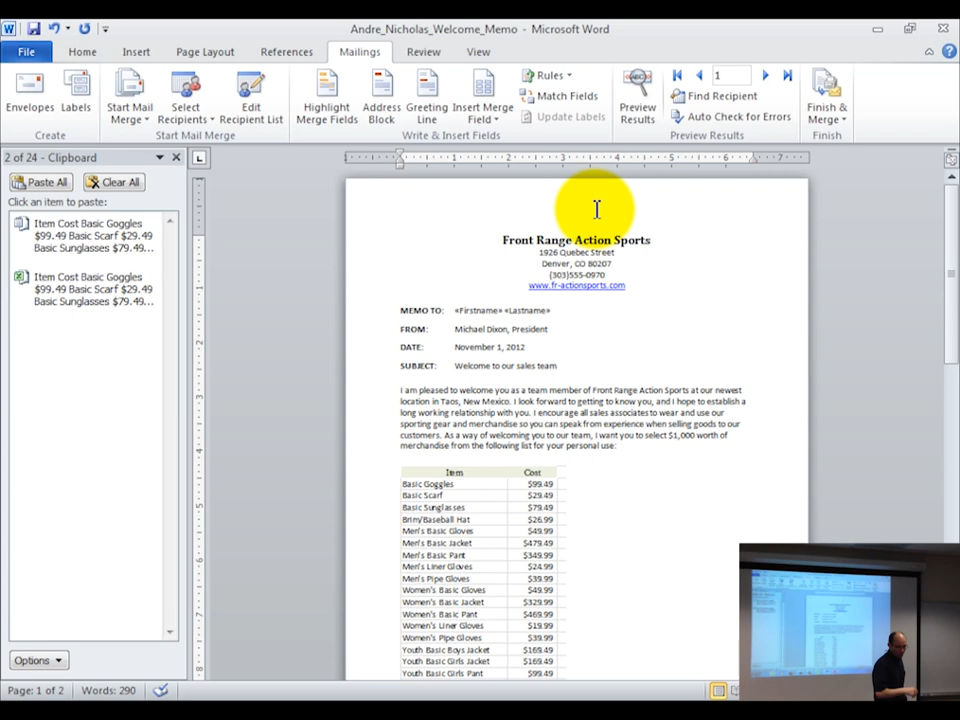 Andre_Nicholas_Welcome_Memo - Microsoft Word
File Home Insert Page Layout References Mailings Review View
Envelopes Labels Start Mail Merge Select Recipients Edit Recipient List Highlight Merge Fields Address Block Greeting Line Insert Merge Field Rules Match Fields Update Labels Preview Results 1 Find Recipient Auto Check for Errors Finish & Merge
Create Start Mail Merge Write & Insert Fields Preview Results Finish
2 of 24 - Clipboard
Paste All Clear All
Click an item to paste:
Item Cost Basic Goggles
$99.49 Basic Scarf $29.49
Basic Sunglasses $79.49...
Item Cost Basic Goggles
$99.49 Basic Scarf $29.49
Basic Sunglasses $79.49...
Options
1 2 3 4 5 6 7
Front Range Action Sports
1926 Quebec Street
Denver, CO 80207
(303)555-0970
www.fr-actionsports.com
MEMO TO: «Firstname» «Lastname»
FROM: Michael Dixon, President
DATE: November 1, 2012
SUBJECT: Welcome to our sales team
I am pleased to welcome you as a team member of Front Range Action Sports at our newest
location in Taos, New Mexico. I look forward to getting to know you, and I hope to establish a
long working relationship with you. I encourage all sales associates to wear and use our
sporting gear and merchandise so you can speak from experience when selling goods to our
customers. As a way of welcoming you to our team, I want you to select $1,000 worth of
merchandise from the following list for your personal use:
Item Cost
Basic Goggles $99.49
Basic Scarf $29.49
Basic Sunglasses $79.49
Brim/Baseball Hat $26.99
Men's Basic Gloves $49.99
Men's Basic Jacket $479.49
Men's Basic Pant $349.99
Men's Liner Gloves $24.99
Men's Pipe Gloves $39.99
Women's Basic Gloves $49.99
Women's Basic Jacket $329.99
Women's Basic Pant $469.99
Women's Liner Gloves $19.99
Women's Pipe Gloves $39.99
Youth Basic Boys Jacket $169.49
Youth Basic Girls Jacket $169.49
Youth Basic Girls Pant $99.49
Page: 1 of 2 Words: 290